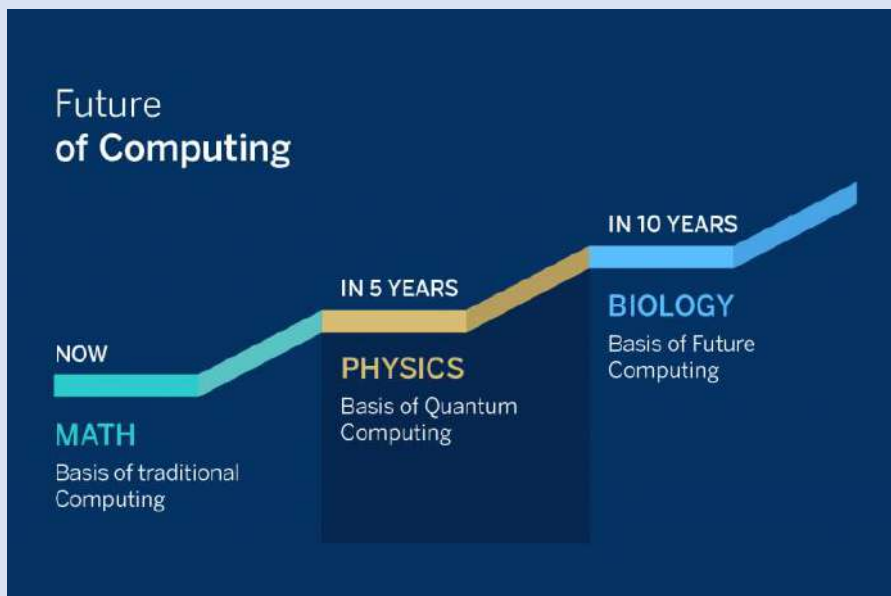 Future
of Computing
NOW
MATH
Basis of traditional
Computing
IN 5 YEARS
PHYSICS
Basis of Quantum
Computing
IN 10 YEARS
BIOLOGY
Basis of Future
Computing